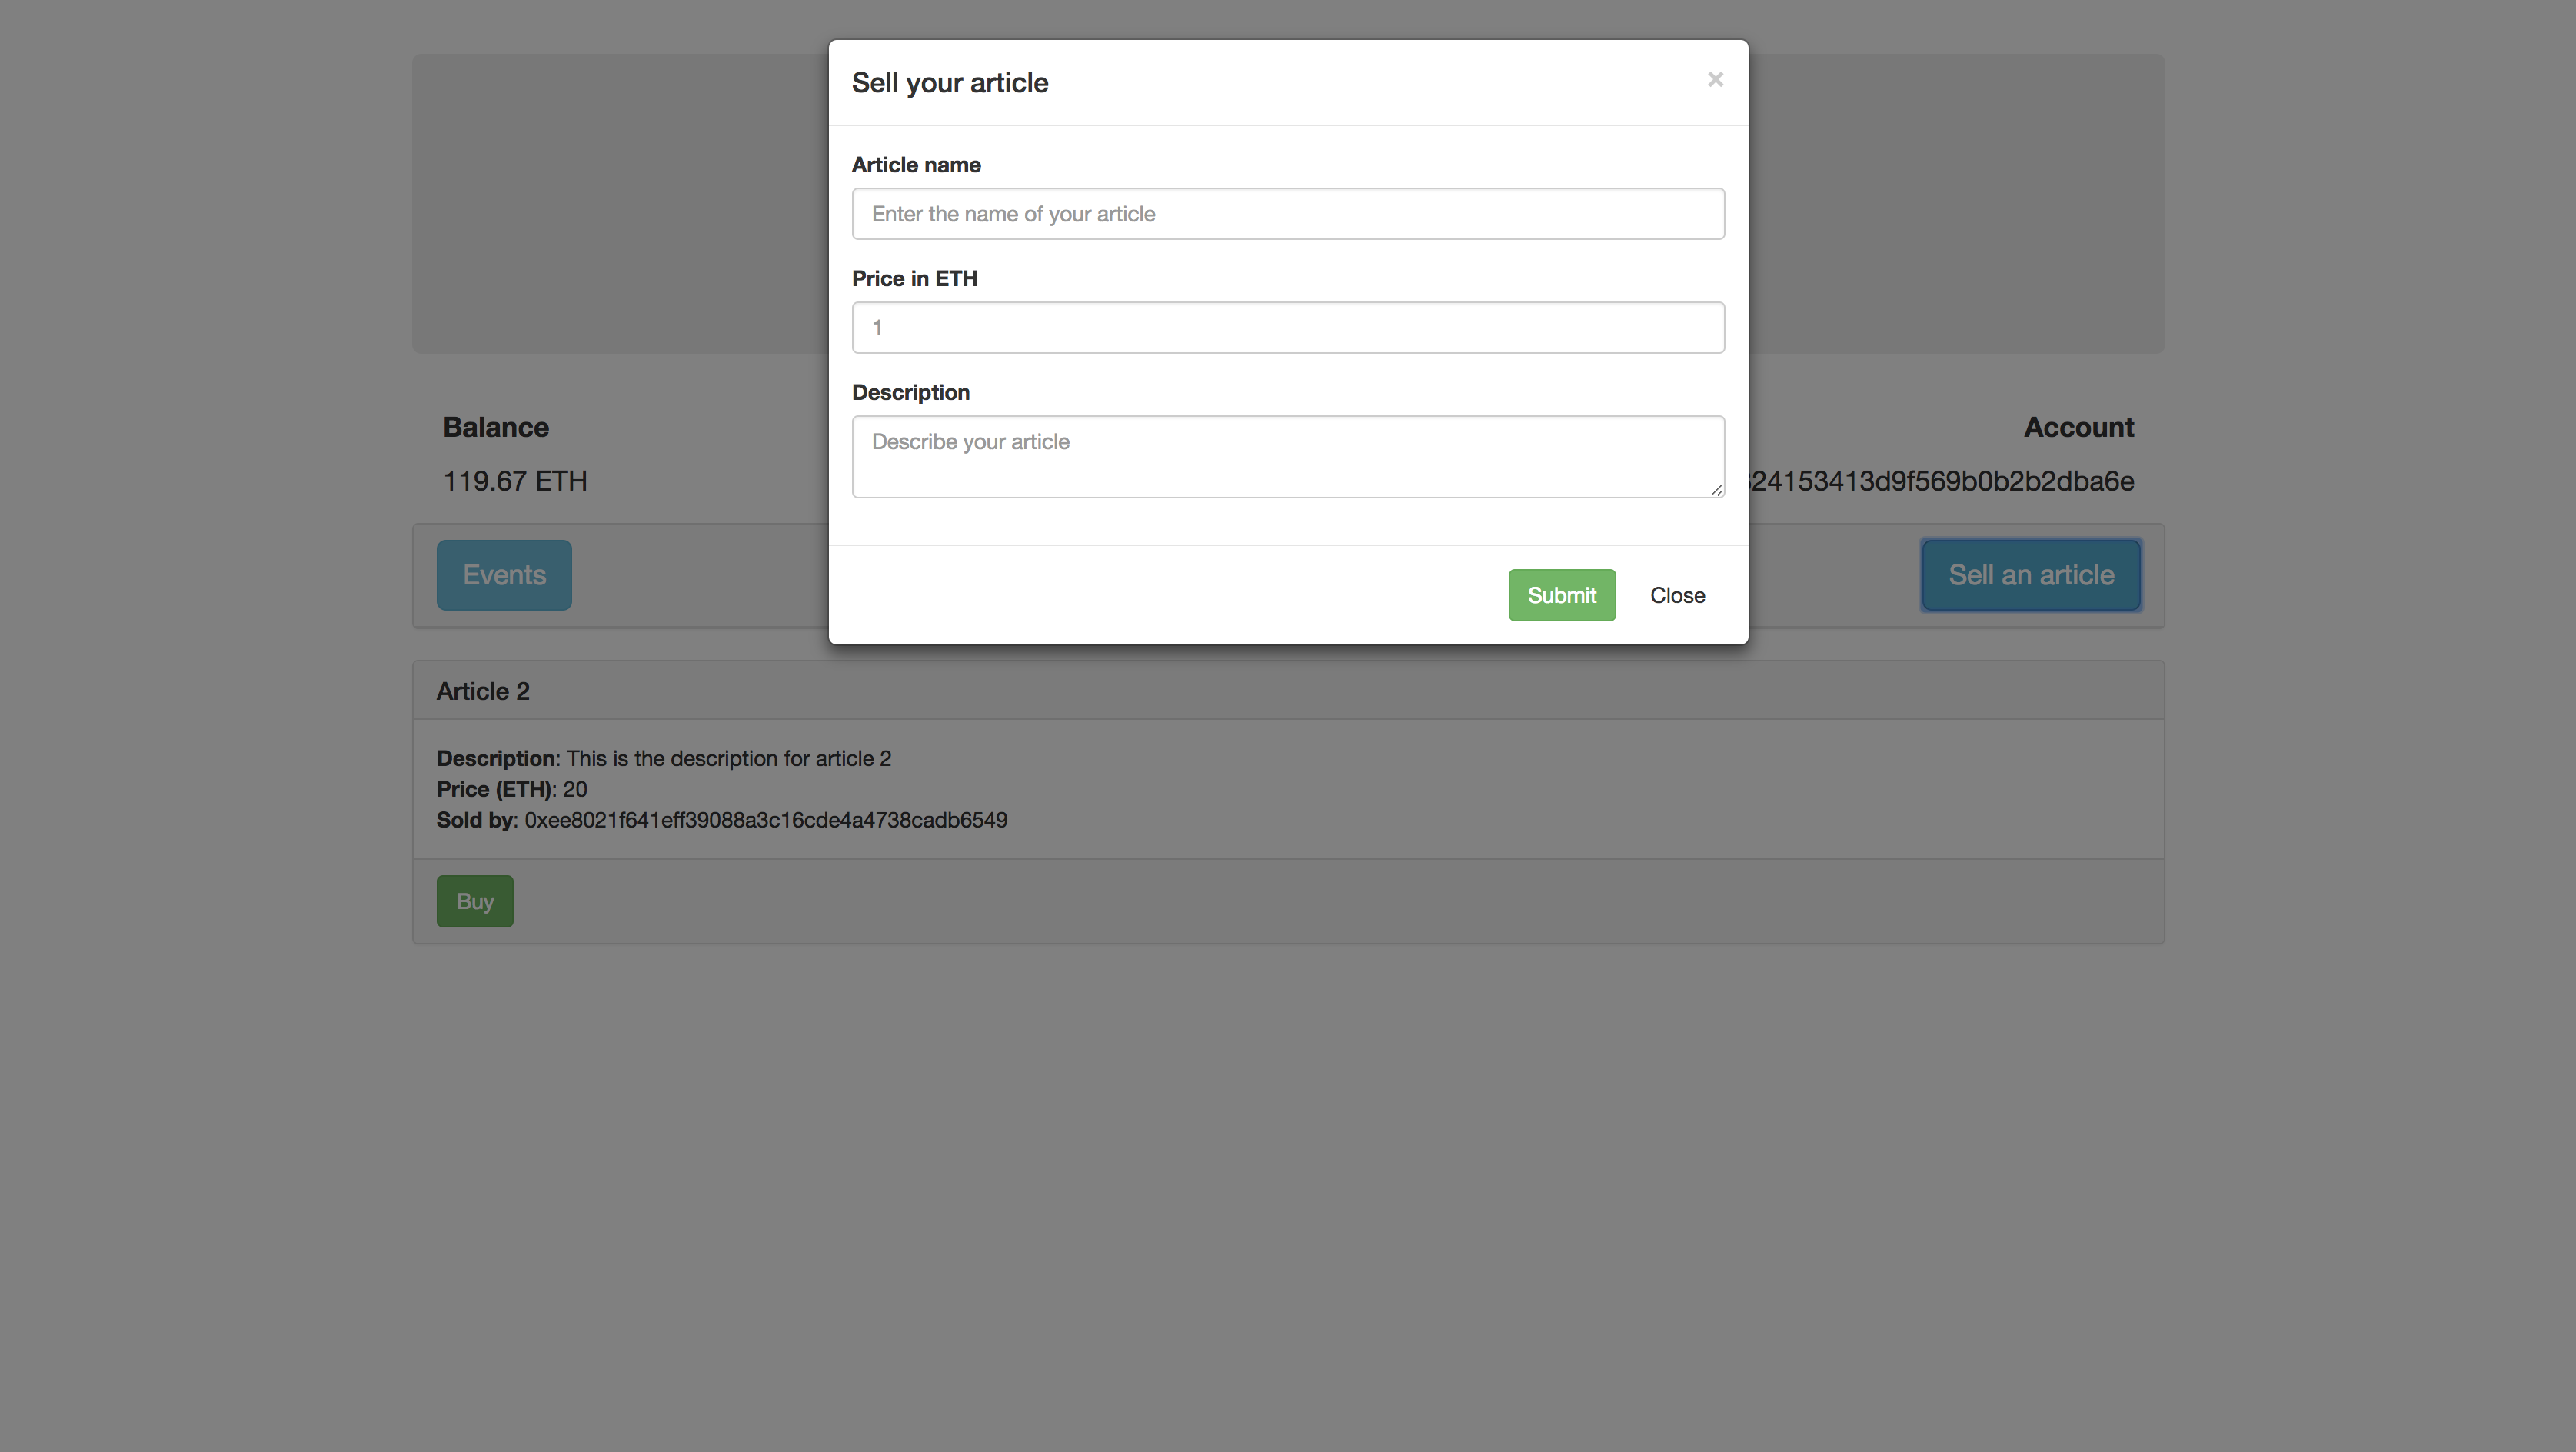 Sell your article ×
Article name
Enter the name of your article
Price in ETH
1
Description
Describe your article
Submit Close
Balance
119.67 ETH
Account
24153413d9f569b0b2b2dba6e
Events
Sell an article
Article 2
Description: This is the description for article 2
Price (ETH): 20
Sold by: 0xee8021f641eff39088a3c16cde4a4738cadb6549
Buy